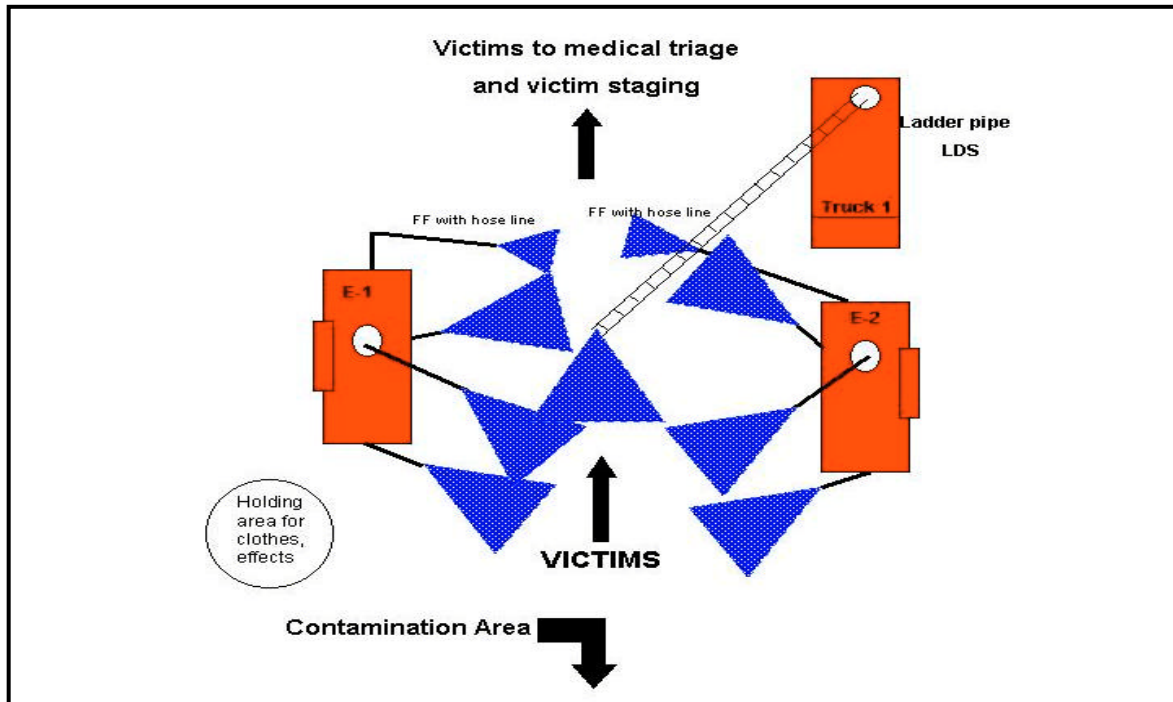 Victims to medical triage
and victim staging
Ladder pipe
LDS
Truck 1
FF with hose line
FF with hose line
E-1
E-2
Holding
area for
clothes,
effects
VICTIMS
Contamination Area